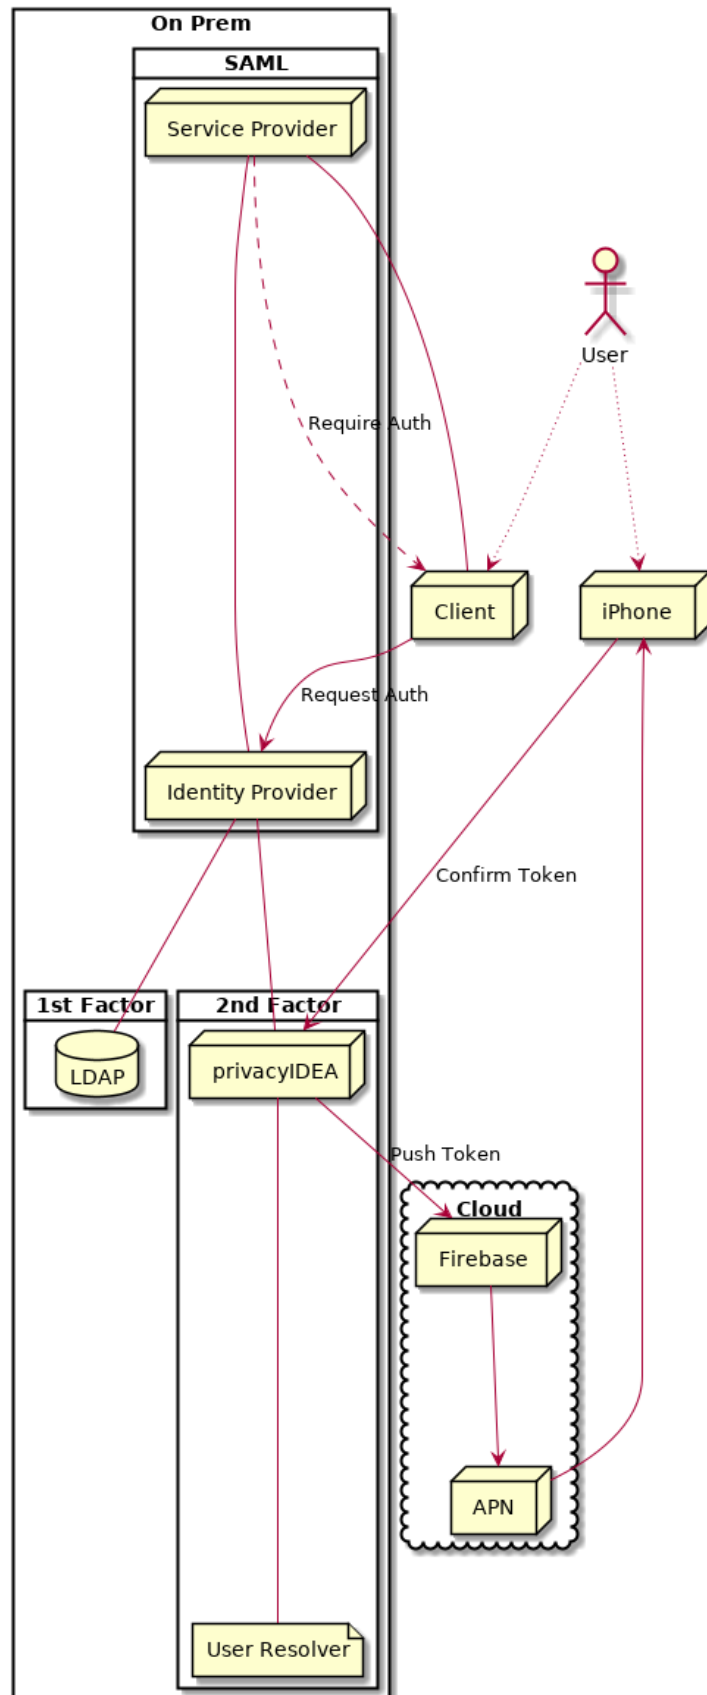 On Prem
SAML
Service Provider
User
Require Auth
Client
iPhone
Request Auth
Identity Provider
Confirm Token
1st Factor
2nd Factor
LDAP
privacyIDEA
Push Token
Cloud
Firebase
APN
User Resolver